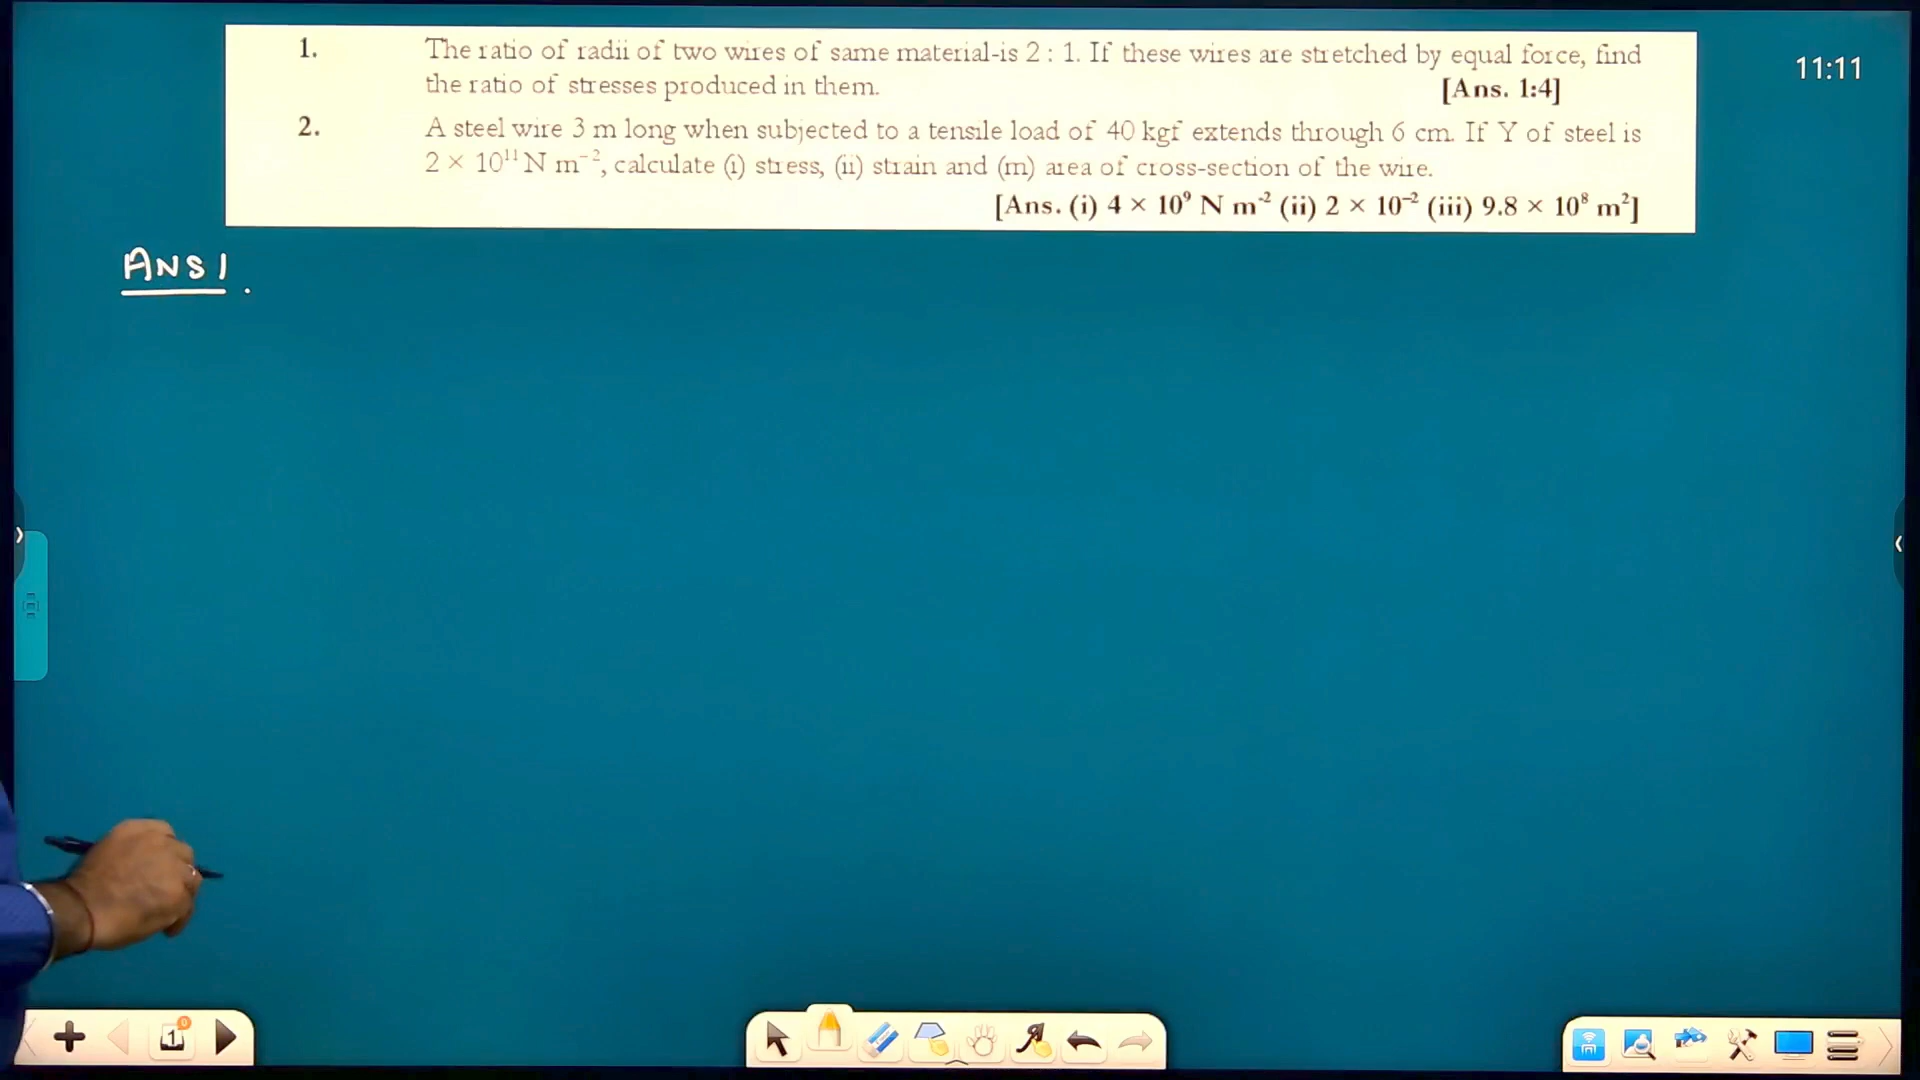 1. The ratio of radii of two wires of same material-is 2 : 1. If these wires are stretched by equal force, find
the ratio of stresses produced in them. [Ans. 1:4]
2. A steel wire 3 m long when subjected to a tensile load of 40 kgf extends through 6 cm. If Y of steel is
2 × 10¹¹ N m⁻², calculate (i) stress, (ii) strain and (m) area of cross-section of the wire.
[Ans. (i) 4 × 10⁹ N m⁻² (ii) 2 × 10⁻² (iii) 9.8 × 10⁸ m²]
11:11
ANS 1.
1
0